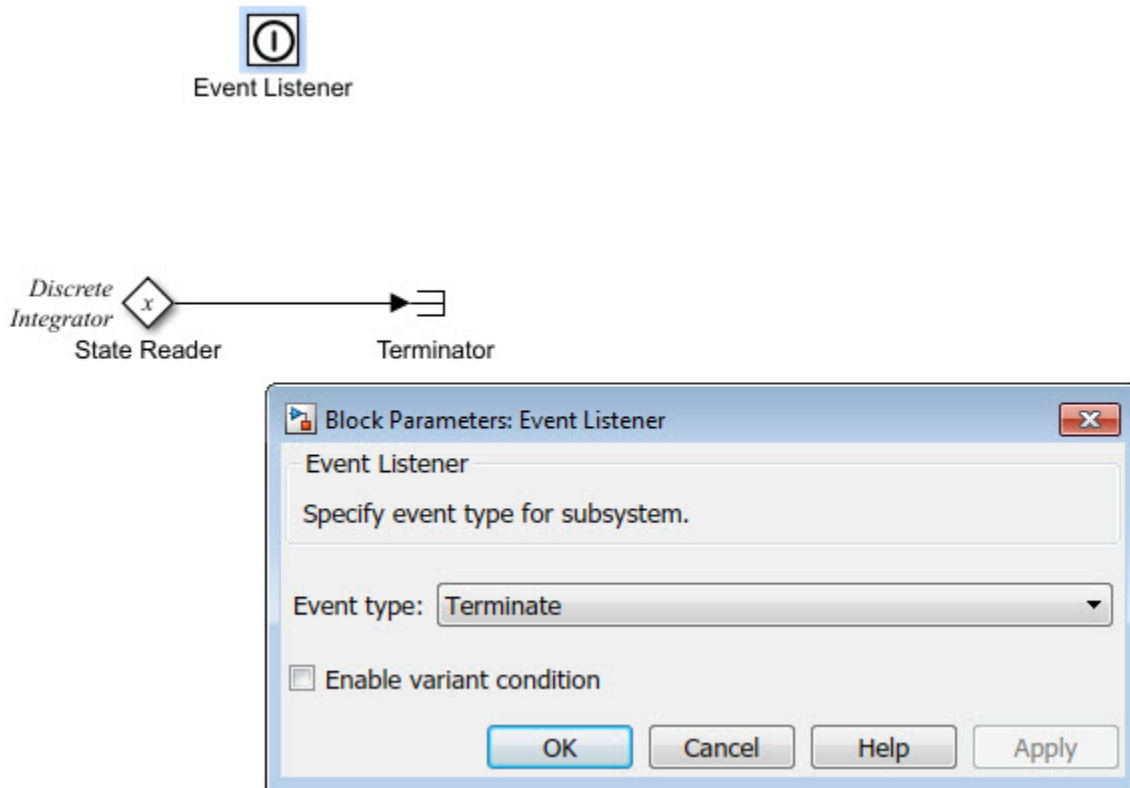 Event Listener
Discrete
Integrator
x
State Reader
Terminator
Block Parameters: Event Listener
Event Listener
Specify event type for subsystem.
Event type: Terminate
Enable variant condition
OK Cancel Help Apply